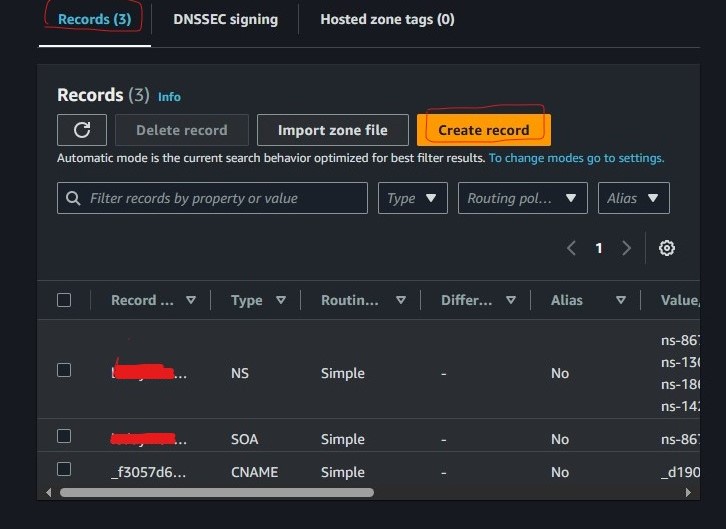 Records (3) DNSSEC signing Hosted zone tags (0)
Records (3) Info
Delete record Import zone file Create record
Automatic mode is the current search behavior optimized for best filter results. To change modes go to settings.
Filter records by property or value Type Routing pol... Alias
1
Record ... Type Routin... Differ... Alias Value,
ns-867
ns-130
... NS Simple - No ns-186
ns-142
... SOA Simple - No ns-867
_f3057d6... CNAME Simple - No _d190